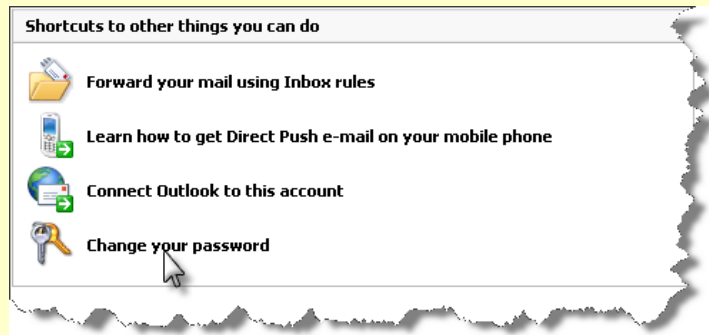 Shortcuts to other things you can do
Forward your mail using Inbox rules
Learn how to get Direct Push e-mail on your mobile phone
Connect Outlook to this account
Change your password